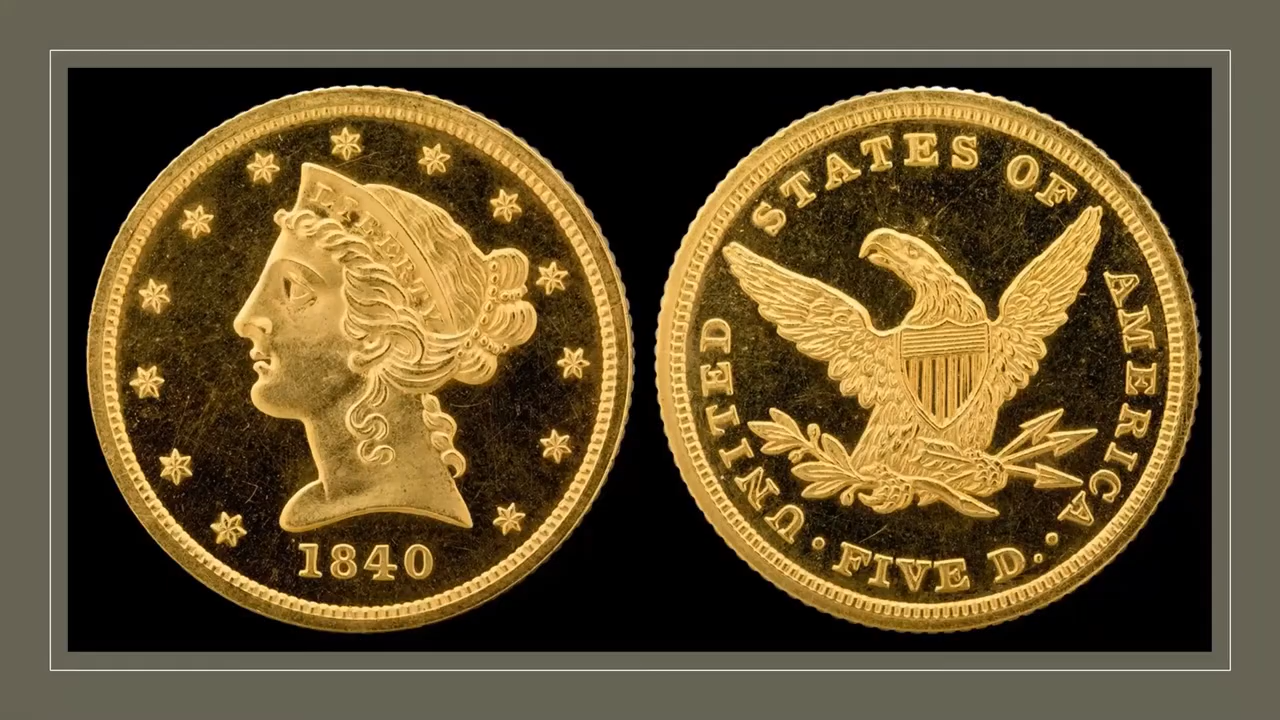 LIBERTY
1840
UNITED STATES OF AMERICA
• FIVE D. •